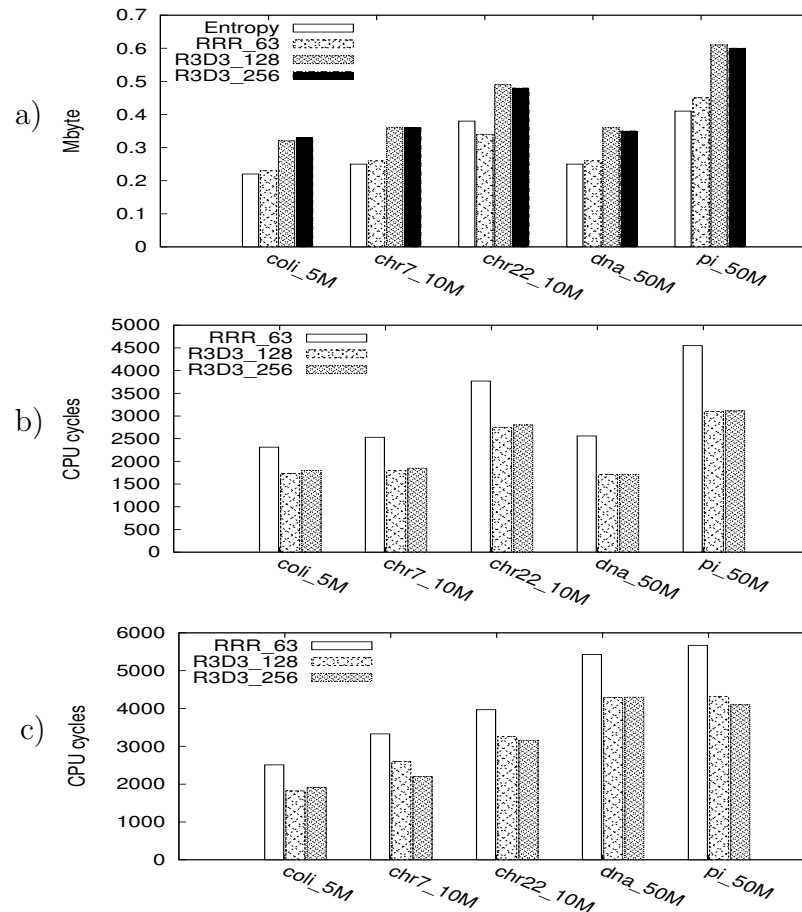 a)
Mbyte
0.7
0.6
0.5
0.4
0.3
0.2
0.1
0
Entropy
RRR_63
R3D3_128
R3D3_256
coli_5M
chr7_10M
chr22_10M
dna_50M
pi_50M
b)
CPU cycles
5000
4500
4000
3500
3000
2500
2000
1500
1000
500
0
RRR_63
R3D3_128
R3D3_256
coli_5M
chr7_10M
chr22_10M
dna_50M
pi_50M
c)
CPU cycles
6000
5000
4000
3000
2000
1000
0
RRR_63
R3D3_128
R3D3_256
coli_5M
chr7_10M
chr22_10M
dna_50M
pi_50M